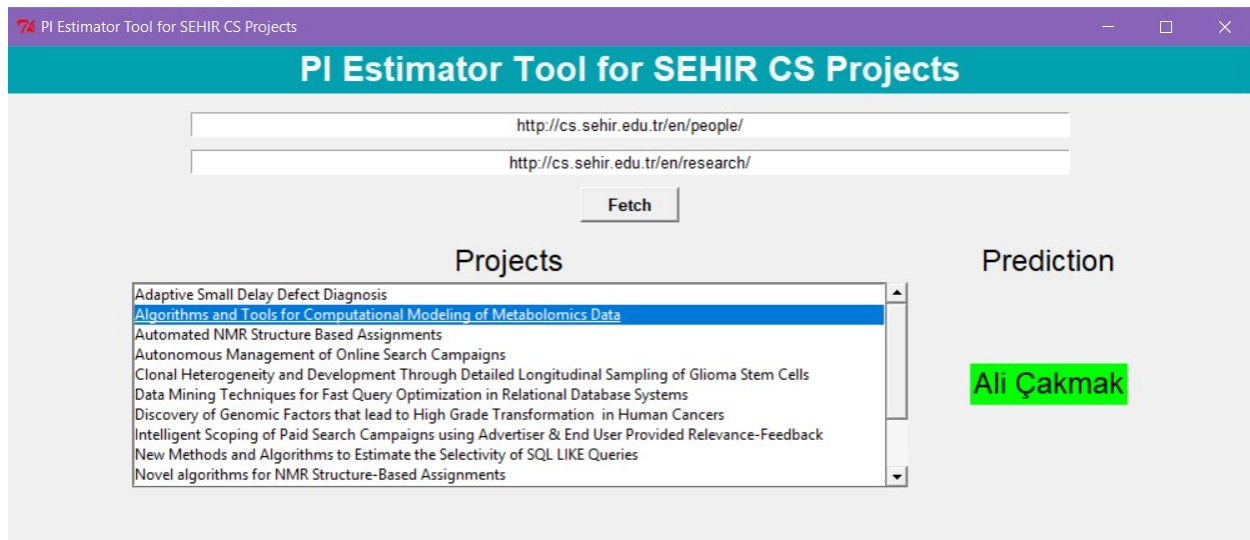 PI Estimator Tool for SEHIR CS Projects
PI Estimator Tool for SEHIR CS Projects
http://cs.sehir.edu.tr/en/people/
http://cs.sehir.edu.tr/en/research/
Fetch
Projects
Prediction
Adaptive Small Delay Defect Diagnosis
Algorithms and Tools for Computational Modeling of Metabolomics Data
Automated NMR Structure Based Assignments
Autonomous Management of Online Search Campaigns
Clonal Heterogeneity and Development Through Detailed Longitudinal Sampling of Glioma Stem Cells
Data Mining Techniques for Fast Query Optimization in Relational Database Systems
Discovery of Genomic Factors that lead to High Grade Transformation  in Human Cancers
Intelligent Scoping of Paid Search Campaigns using Advertiser & End User Provided Relevance-Feedback
New Methods and Algorithms to Estimate the Selectivity of SQL LIKE Queries
Novel algorithms for NMR Structure-Based Assignments
Ali Çakmak